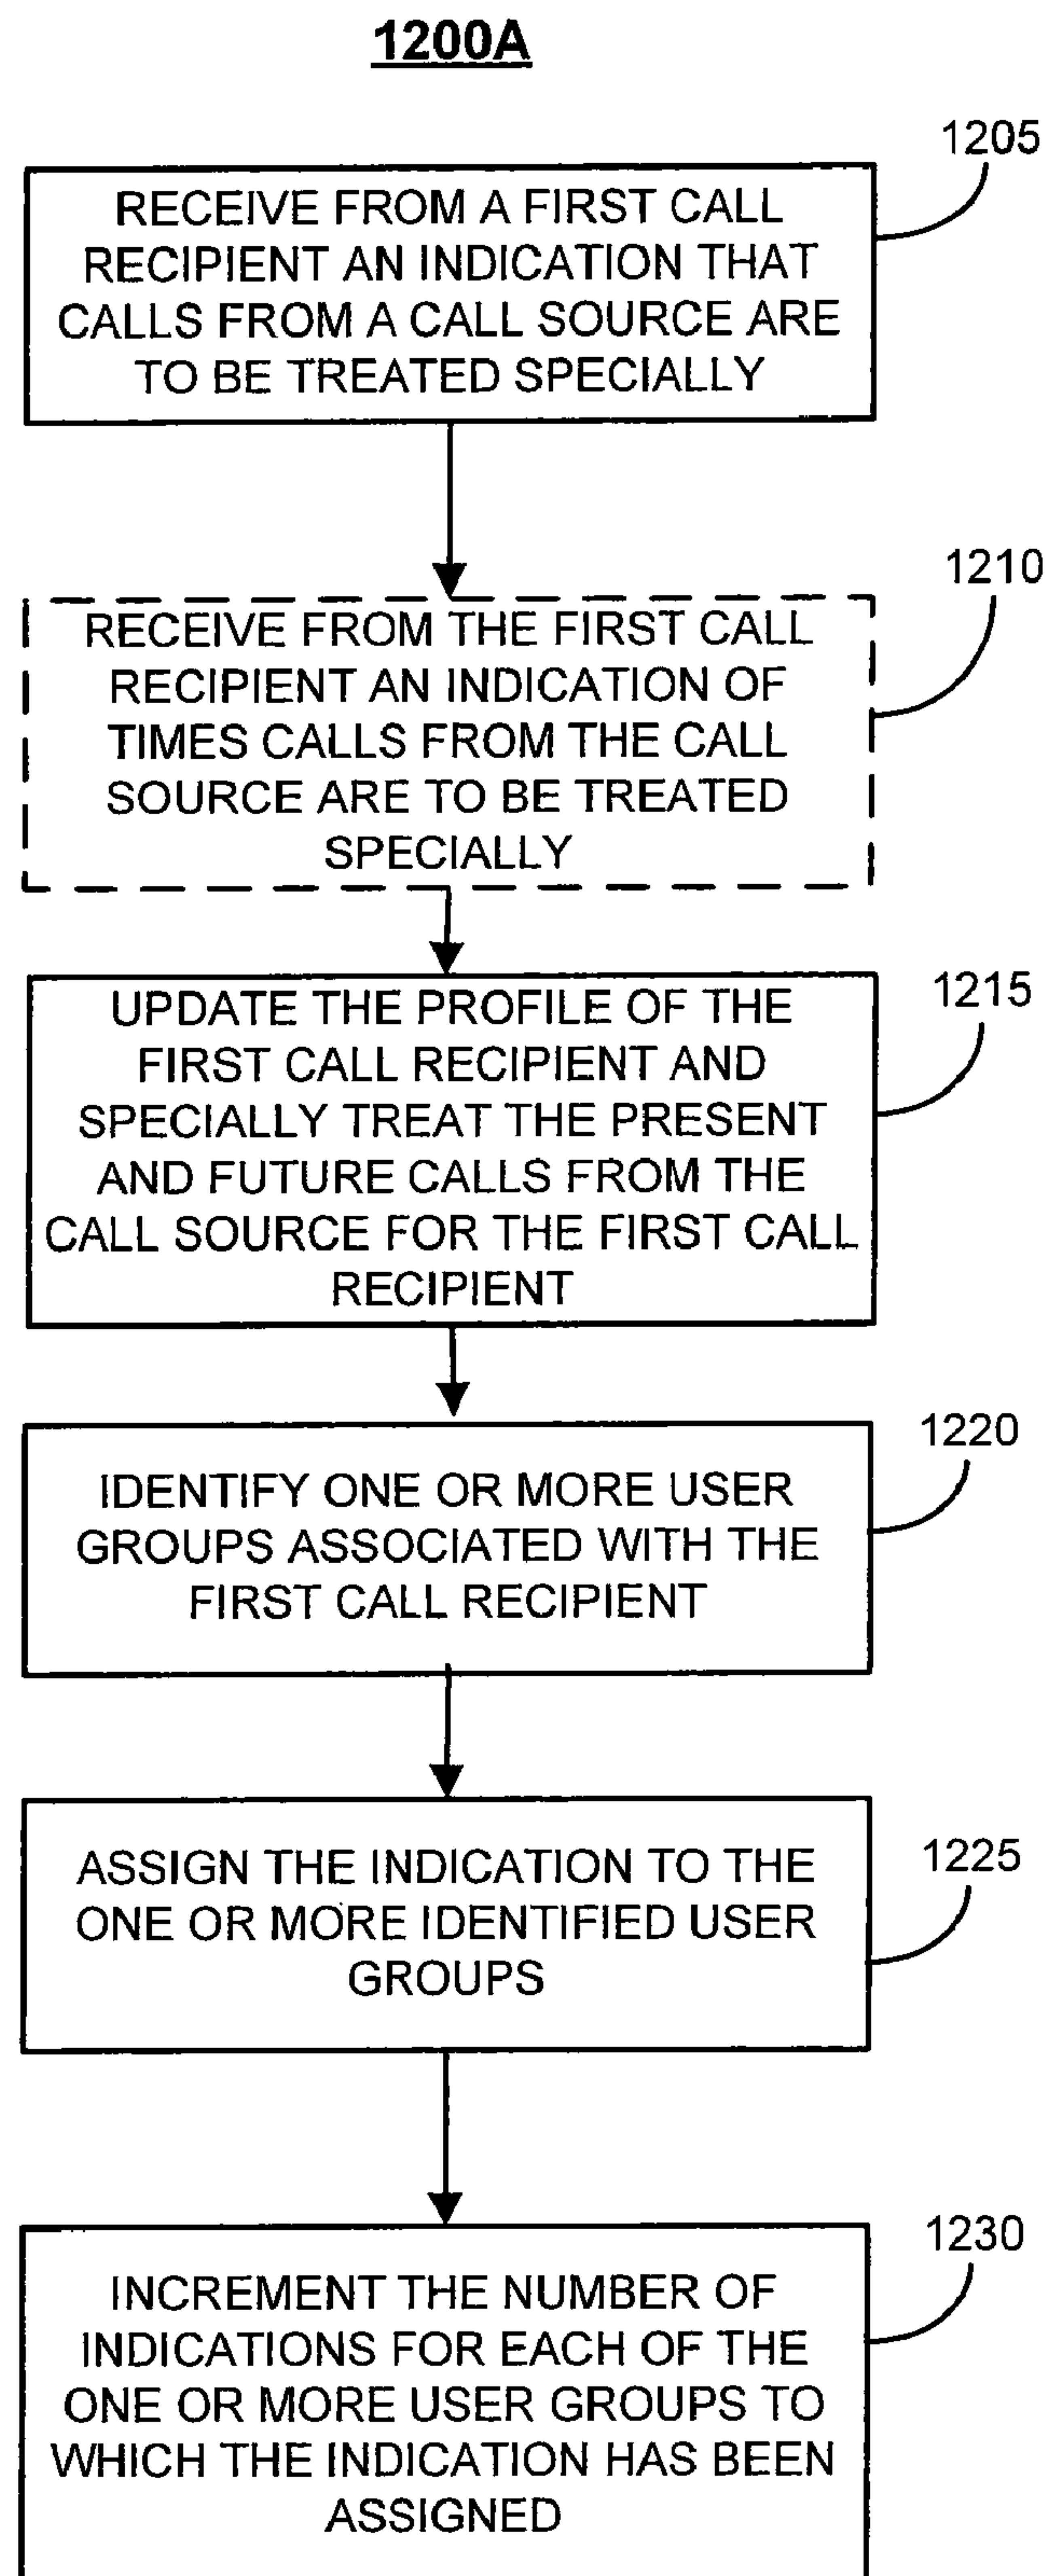 1200A
1205
RECEIVE FROM A FIRST CALL
RECIPIENT AN INDICATION THAT
CALLS FROM A CALL SOURCE ARE
TO BE TREATED SPECIALLY
1210
RECEIVE FROM THE FIRST CALL
RECIPIENT AN INDICATION OF
TIMES CALLS FROM THE CALL
SOURCE ARE TO BE TREATED
SPECIALLY
1215
UPDATE THE PROFILE OF THE
FIRST CALL RECIPIENT AND
SPECIALLY TREAT THE PRESENT
AND FUTURE CALLS FROM THE
CALL SOURCE FOR THE FIRST CALL
RECIPIENT
1220
IDENTIFY ONE OR MORE USER
GROUPS ASSOCIATED WITH THE
FIRST CALL RECIPIENT
1225
ASSIGN THE INDICATION TO THE
ONE OR MORE IDENTIFIED USER
GROUPS
1230
INCREMENT THE NUMBER OF
INDICATIONS FOR EACH OF THE
ONE OR MORE USER GROUPS TO
WHICH THE INDICATION HAS BEEN
ASSIGNED